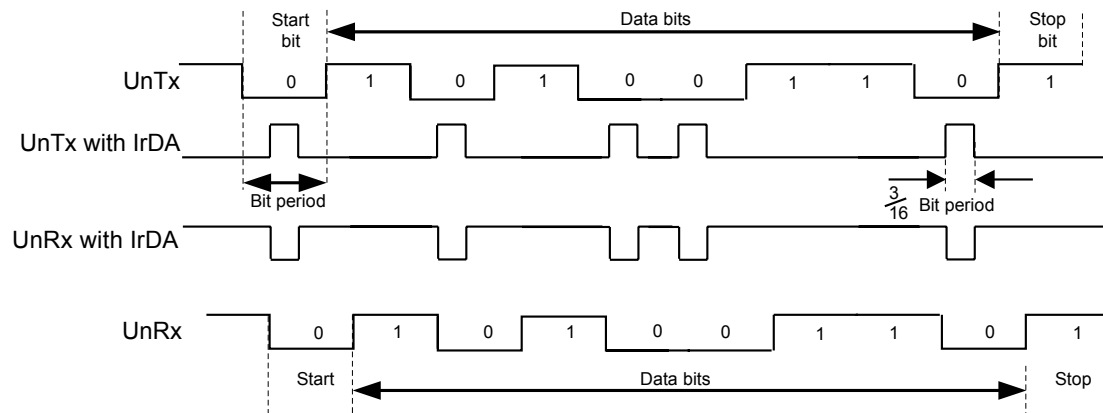 Start
bit
Data bits
Stop
bit
UnTx
0 1 0 1 0 0 1 1 0 1
UnTx with IrDA
Bit period
3/16 Bit period
UnRx with IrDA
UnRx
0 1 0 1 0 0 1 1 0 1
Start
Data bits
Stop